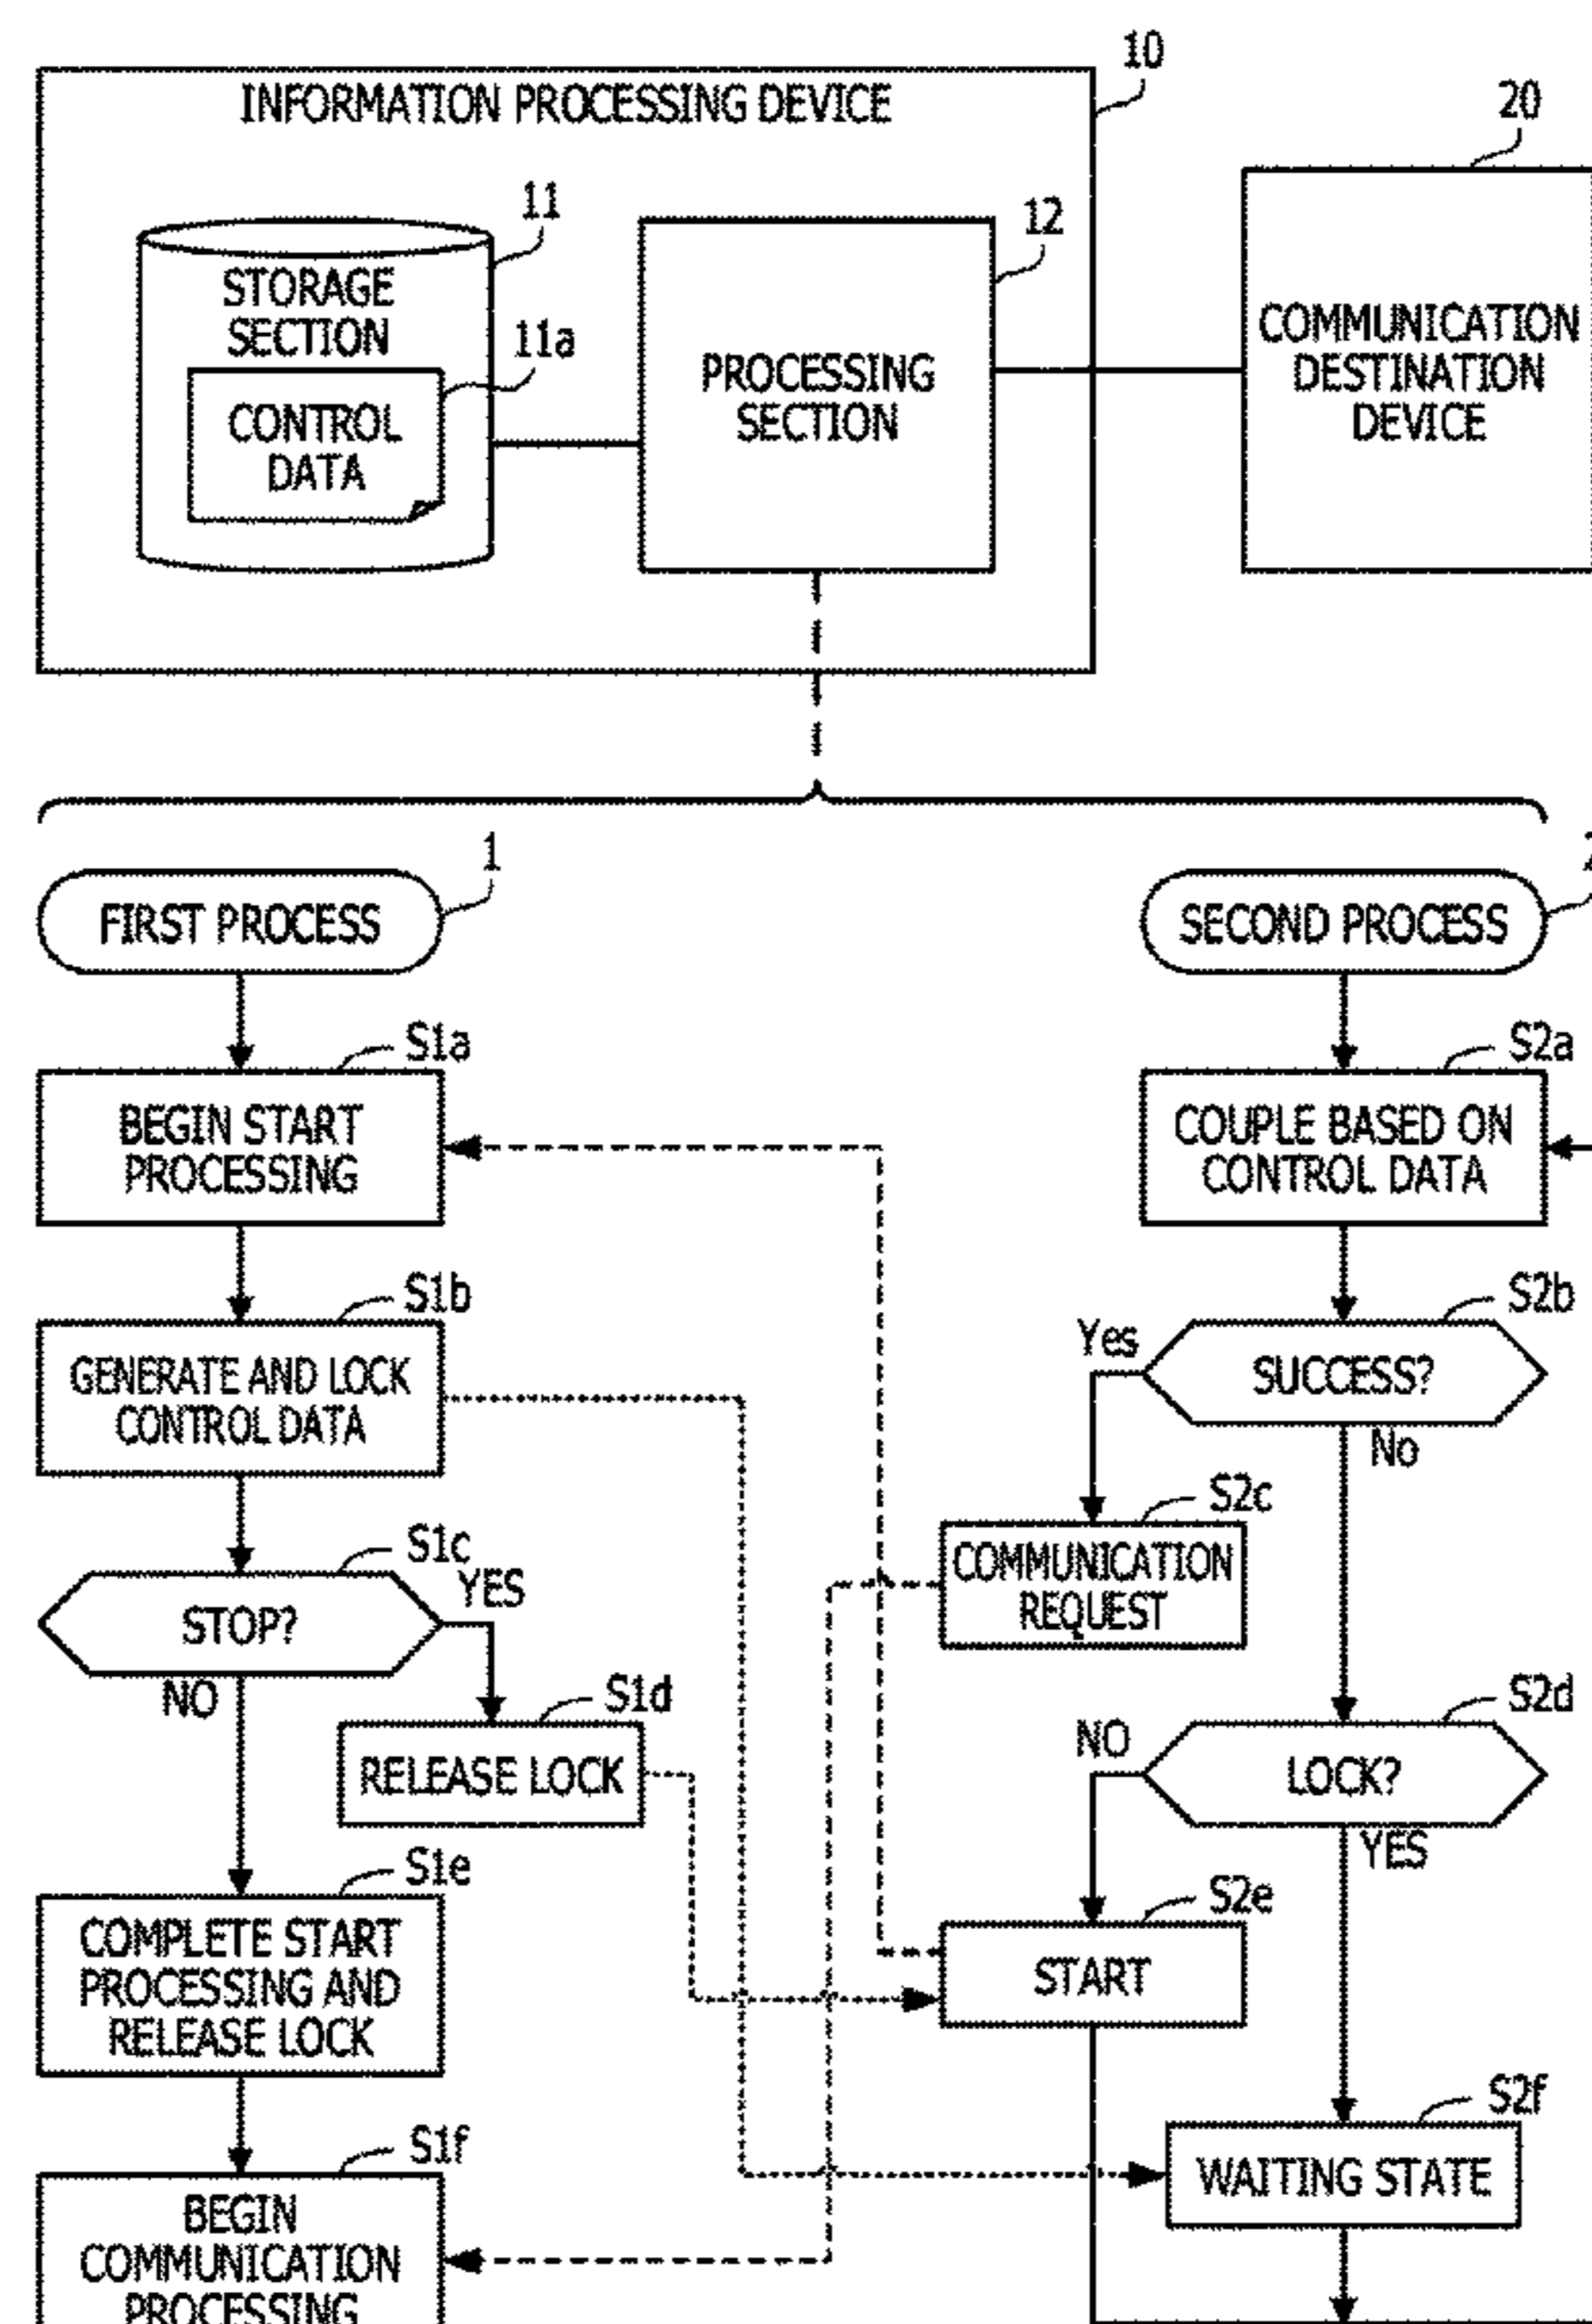 10
INFORMATION PROCESSING DEVICE
20
11
12
STORAGE
SECTION
11a
CONTROL
DATA
PROCESSING
SECTION
COMMUNICATION
DESTINATION
DEVICE
1
2
FIRST PROCESS
SECOND PROCESS
S1a
S2a
BEGIN START
PROCESSING
COUPLE BASED ON
CONTROL DATA
S1b
S2b
GENERATE AND LOCK
CONTROL DATA
Yes
SUCCESS?
No
S2c
S1c
YES
COMMUNICATION
REQUEST
STOP?
NO
S1d
S2d
NO
RELEASE LOCK
LOCK?
YES
S1e
S2e
COMPLETE START
PROCESSING AND
RELEASE LOCK
START
S2f
S1f
WAITING STATE
BEGIN
COMMUNICATION
PROCESSING